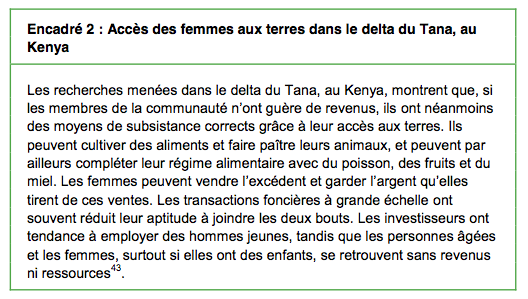 Encadré 2 : Accès des femmes aux terres dans le delta du Tana, au
Kenya
Les recherches menées dans le delta du Tana, au Kenya, montrent que, si
les membres de la communauté n’ont guère de revenus, ils ont néanmoins
des moyens de subsistance corrects grâce à leur accès aux terres. Ils
peuvent cultiver des aliments et faire paître leurs animaux, et peuvent par
ailleurs compléter leur régime alimentaire avec du poisson, des fruits et du
miel. Les femmes peuvent vendre l’excédent et garder l’argent qu’elles
tirent de ces ventes. Les transactions foncières à grande échelle ont
souvent réduit leur aptitude à joindre les deux bouts. Les investisseurs ont
tendance à employer des hommes jeunes, tandis que les personnes âgées
et les femmes, surtout si elles ont des enfants, se retrouvent sans revenus
ni ressources43.